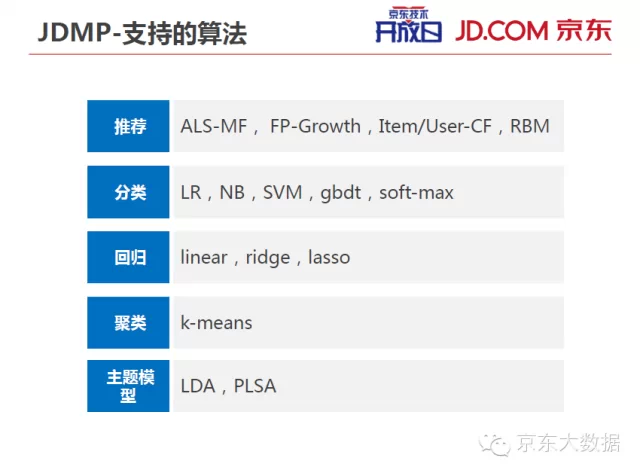 JDMP-支持的算法
京东技术
开放日
JD.COM 京东
推荐
ALS-MF， FP-Growth，Item/User-CF，RBM
分类
LR，NB，SVM，gbdt，soft-max
回归
linear，ridge，lasso
聚类
k-means
主题模
型
LDA，PLSA
京东大数据